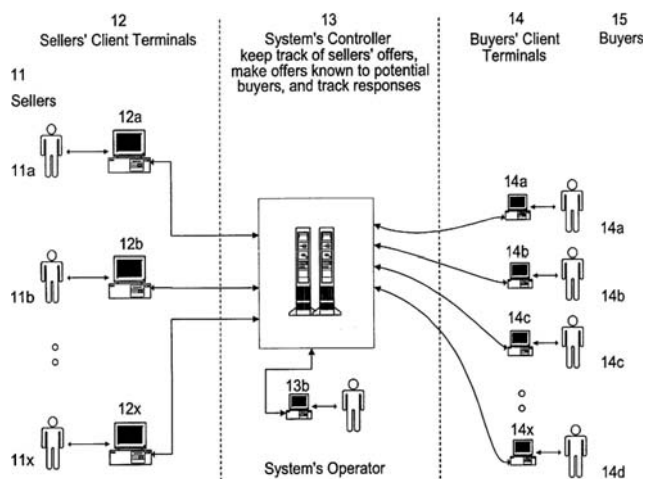 12
Sellers' Client Terminals
13
System's Controller
keep track of sellers' offers,
make offers known to potential
buyers, and track responses
14
Buyers' Client
Terminals
15
Buyers
11
Sellers
12a
11a
12b
11b
12x
11x
13b
System's Operator
14a
14a
14b
14b
14c
14c
14x
14d